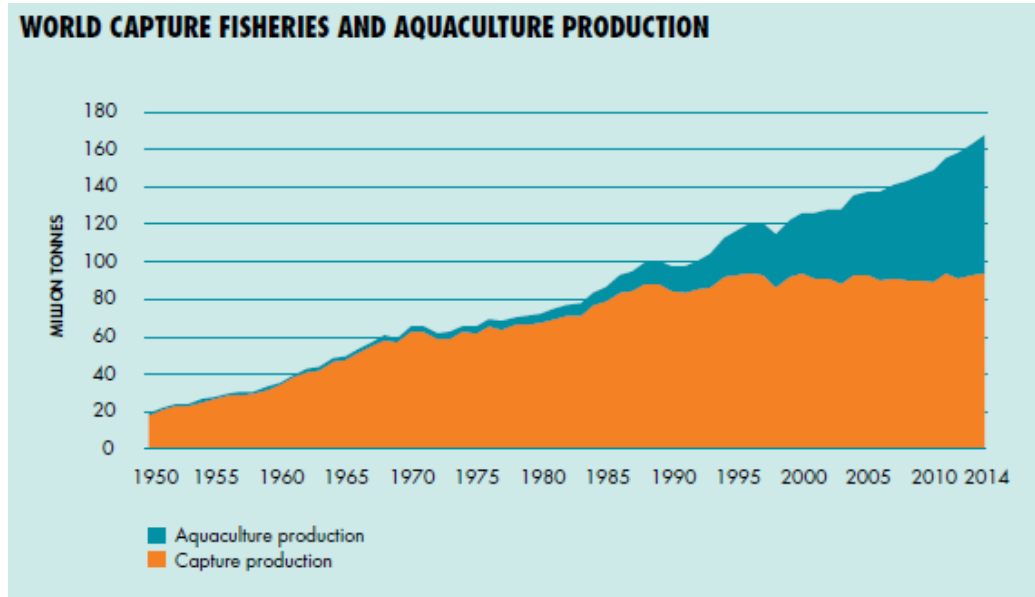 WORLD CAPTURE FISHERIES AND AQUACULTURE PRODUCTION
180
160
140
120
100
80
60
40
20
0
MILLION TONNES
1950 1955 1960 1965 1970 1975 1980 1985 1990 1995 2000 2005 2010 2014
Aquaculture production
Capture production